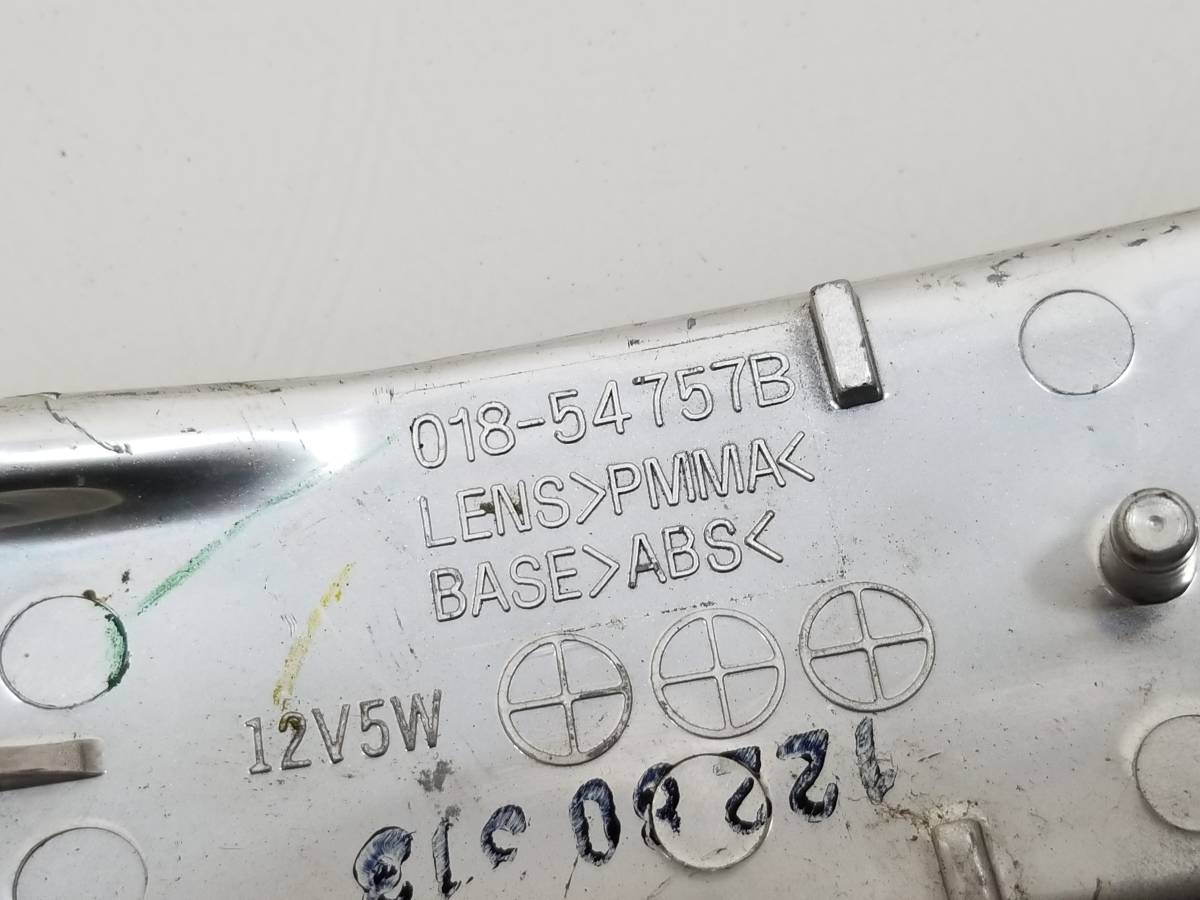 018-54757B
LENS>PMMA<
BASE>ABS<
12V5W